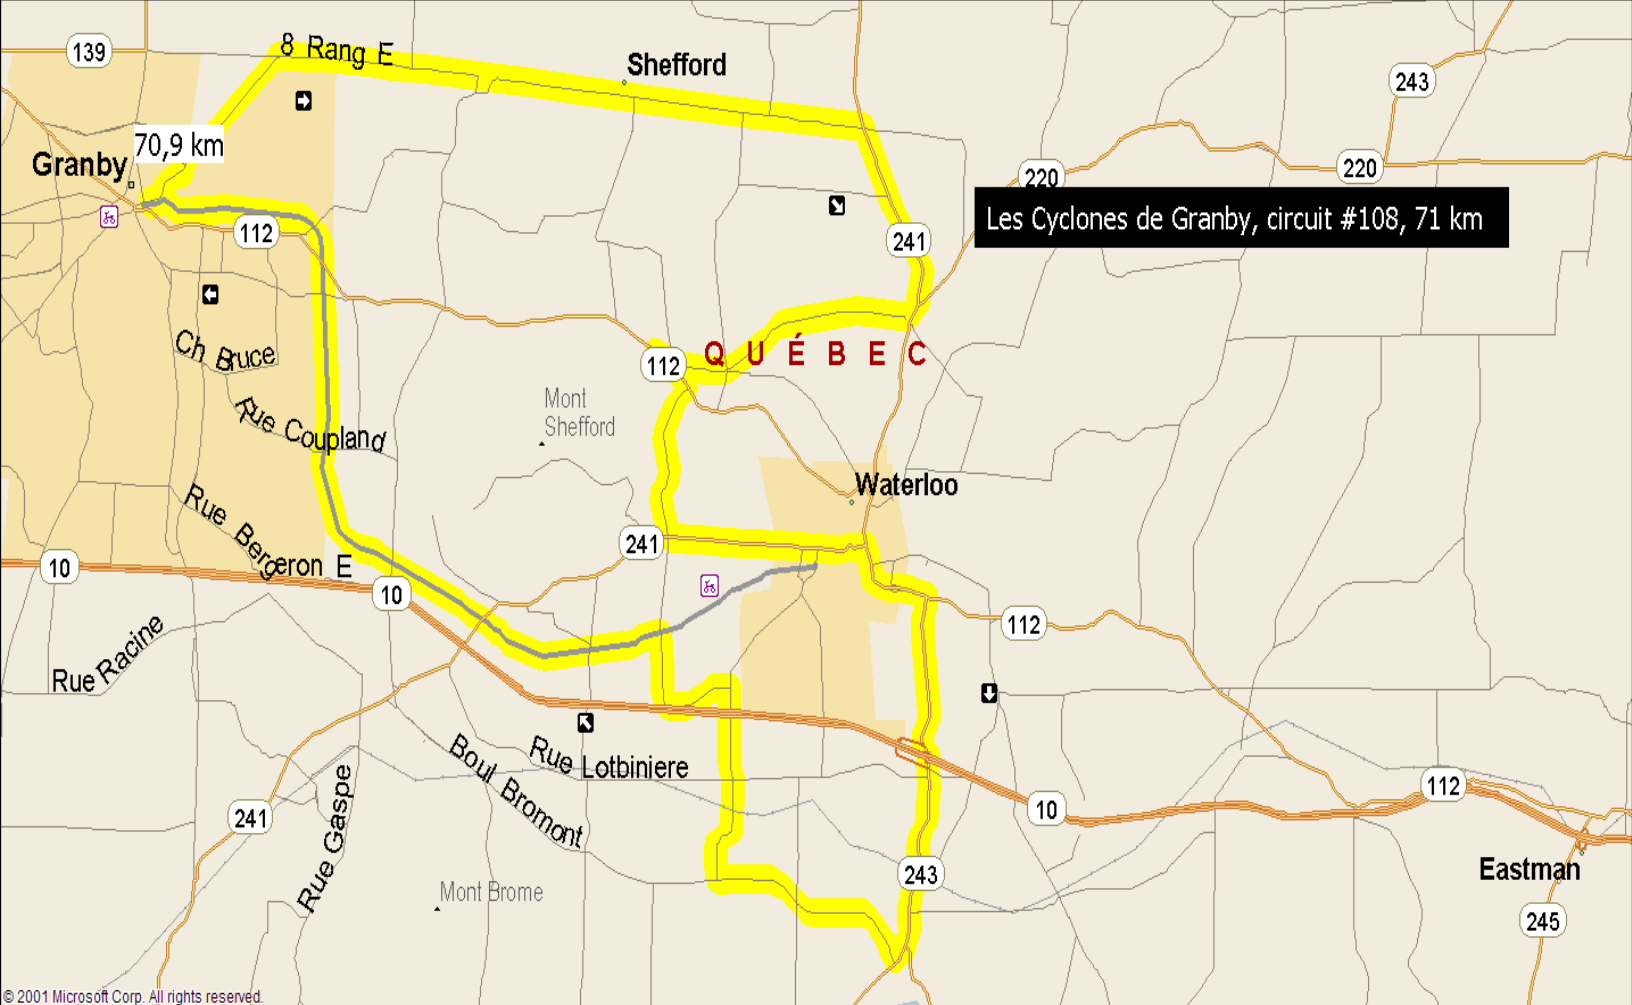 139
8 Rang E
Shefford
243
70,9 km
Granby
220
220
Les Cyclones de Granby, circuit #108, 71 km
112
241
Ch Bruce
112
QUÉBEC
Mont
Shefford
Rue Coupland
Waterloo
Rue Bergeron E
241
10
10
112
Rue Racine
Boul Bromont
Rue Lotbiniere
Rue Gaspe
241
10
112
243
Eastman
Mont Brome
245
© 2001 Microsoft Corp. All rights reserved.